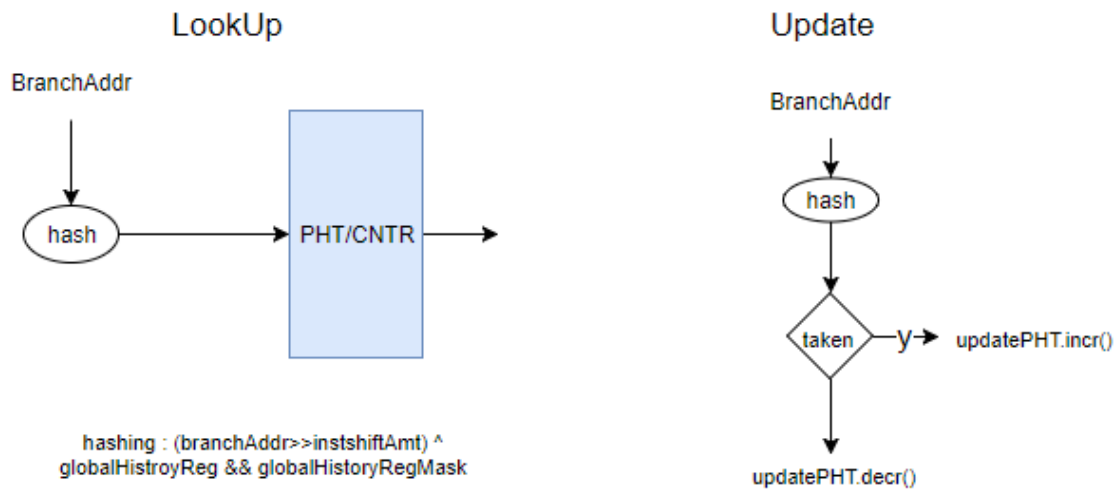 LookUp
BranchAddr
hash
PHT/CNTR
hashing : (branchAddr>>instshiftAmt) ^
globalHistroyReg && globalHistoryRegMask
Update
BranchAddr
hash
taken
y
updatePHT.incr()
updatePHT.decr()